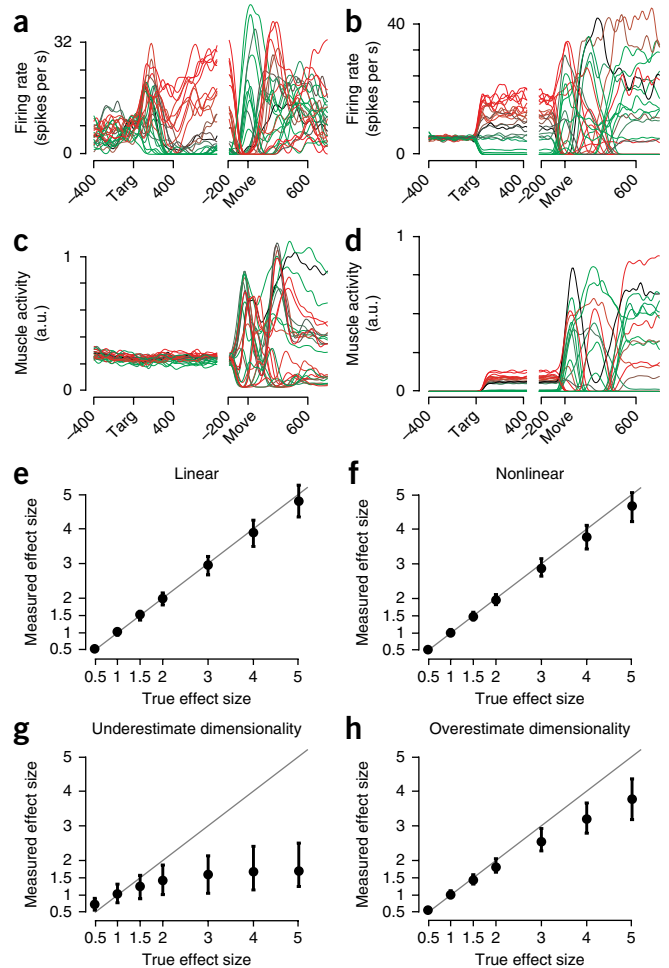 a
b
Firing rate
(spikes per s)
32
0
−400
Targ
400
−200
Move
600
Firing rate
(spikes per s)
40
0
−400
Targ
400
−200
Move
600
c
d
Muscle activity
(a.u.)
1
0
−400
Targ
400
−200
Move
600
Muscle activity
(a.u.)
1
0
−400
Targ
400
−200
Move
600
e
Linear
Measured effect size
5
4
3
2
1.5
1
0.5
0.5 1 1.5 2 3 4 5
True effect size
f
Nonlinear
Measured effect size
5
4
3
2
1.5
1
0.5
0.5 1 1.5 2 3 4 5
True effect size
g
Underestimate dimensionality
Measured effect size
5
4
3
2
1.5
1
0.5
0.5 1 1.5 2 3 4 5
True effect size
h
Overestimate dimensionality
Measured effect size
5
4
3
2
1.5
1
0.5
0.5 1 1.5 2 3 4 5
True effect size